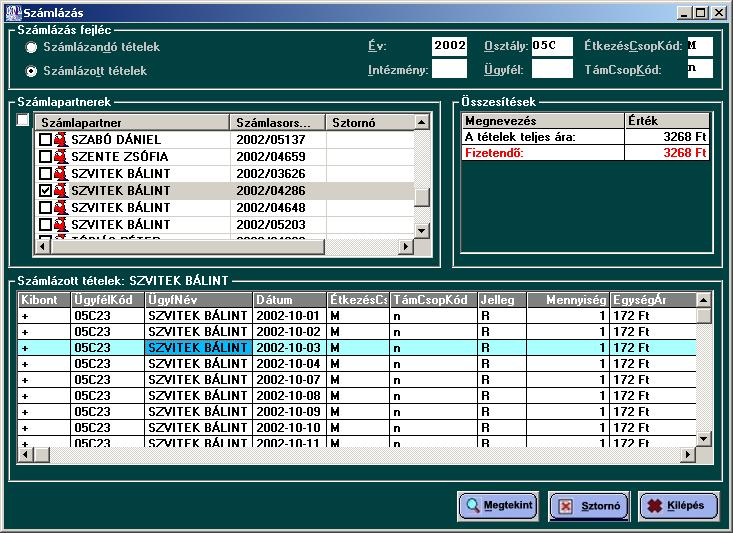 Számlázás
Számlázás fejléc
Számlázandó tételek Év: 2002 Osztály: 05C ÉtkezésCsopKód: M
Számlázott tételek Intézmény: Ügyfél: TámCsopKód: n
Számlapartnerek
Számlapartner Számlasors... Sztornó
SZABÓ DÁNIEL 2002/05137
SZENTE ZSÓFIA 2002/04659
SZVITEK BÁLINT 2002/03626
SZVITEK BÁLINT 2002/04286
SZVITEK BÁLINT 2002/04648
SZVITEK BÁLINT 2002/05203
Összesítések
Megnevezés Érték
A tételek teljes ára: 3268 Ft
Fizetendő: 3268 Ft
Számlázott tételek: SZVITEK BÁLINT
Kibont ÜgyfélKód ÜgyfNév Dátum ÉtkezésCs TámCsopKód Jelleg Mennyiség EgységÁr
+ 05C23 SZVITEK BÁLINT 2002-10-01 M n R 1 172 Ft
+ 05C23 SZVITEK BÁLINT 2002-10-02 M n R 1 172 Ft
+ 05C23 SZVITEK BÁLINT 2002-10-03 M n R 1 172 Ft
+ 05C23 SZVITEK BÁLINT 2002-10-04 M n R 1 172 Ft
+ 05C23 SZVITEK BÁLINT 2002-10-07 M n R 1 172 Ft
+ 05C23 SZVITEK BÁLINT 2002-10-08 M n R 1 172 Ft
+ 05C23 SZVITEK BÁLINT 2002-10-09 M n R 1 172 Ft
+ 05C23 SZVITEK BÁLINT 2002-10-10 M n R 1 172 Ft
+ 05C23 SZVITEK BÁLINT 2002-10-11 M n R 1 172 Ft
Megtekint Sztornó Kilépés